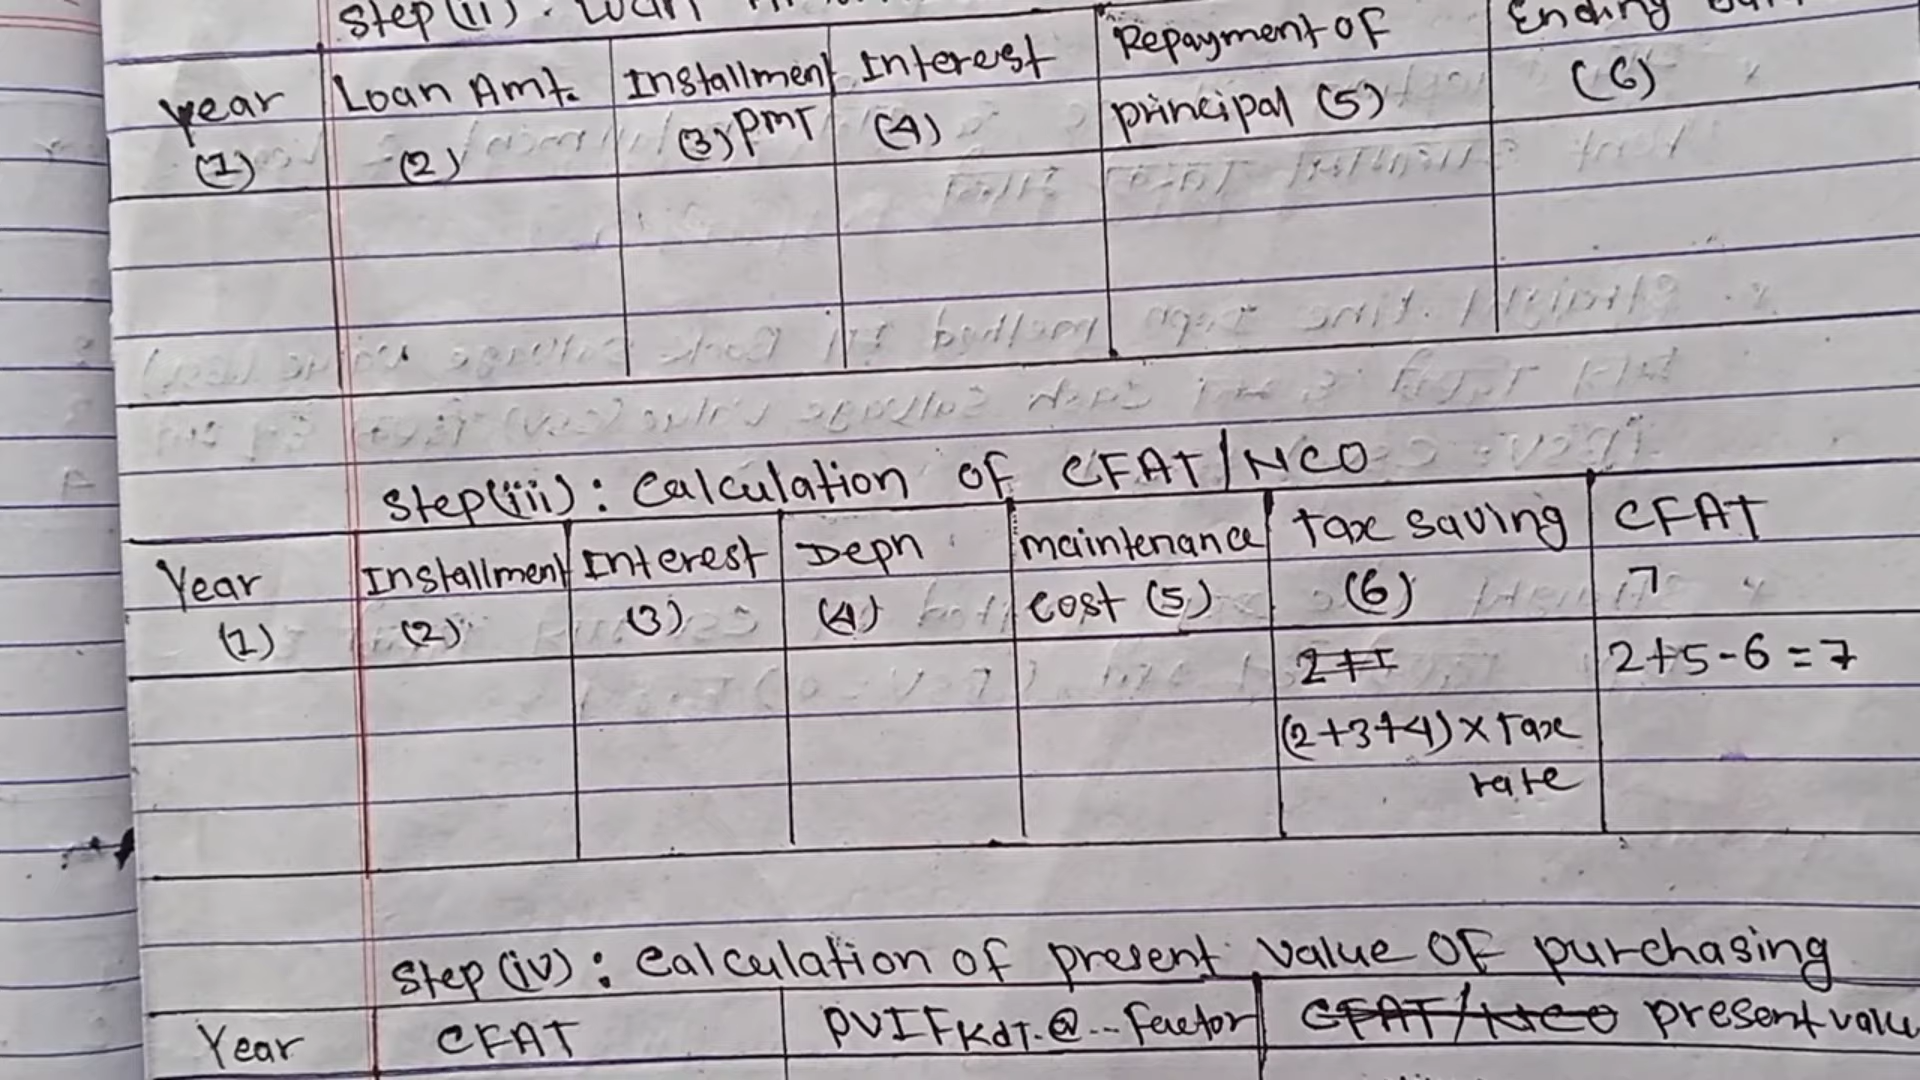 Step(ii): Loan
Year Loan Amt. Installment Interest Repayment OF Ending
(1) (2) (3) PMT (4) principal (5) (6)
Step(iii): Calculation of CFAT/NCO
Year Installment Interest Depn maintenance Tax saving CFAT
(1) (2) (3) (4) cost (5) (6) 7
2+I 2+5-6=7
(2+3+4)xTax
rate
Step(iv): Calculation of present value OF purchasing
Year CFAT PVIFKdT.@-- Factor CFAT/NCO present value